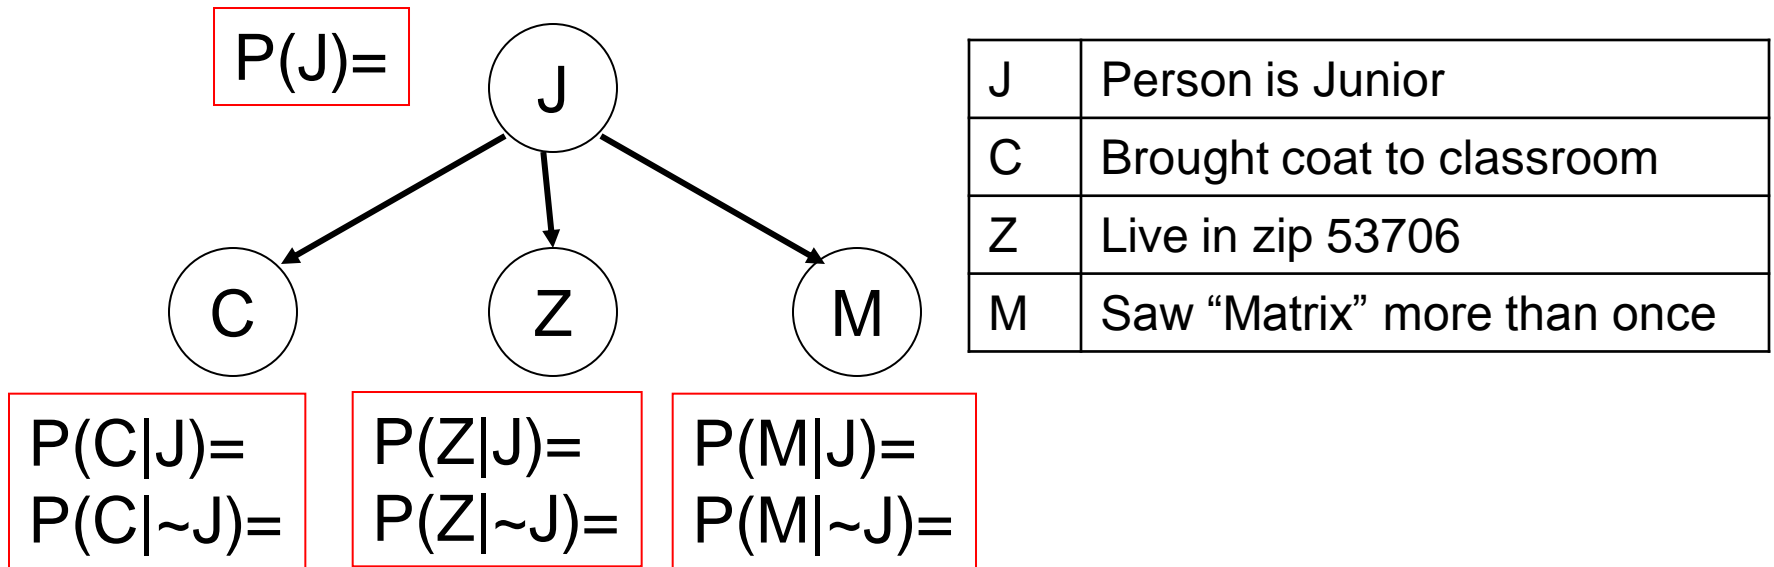 P(J)=
J
C
Z
M
P(C|J)=
P(C|~J)=
P(Z|J)=
P(Z|~J)=
P(M|J)=
P(M|~J)=
J Person is Junior
C Brought coat to classroom
Z Live in zip 53706
M Saw “Matrix” more than once